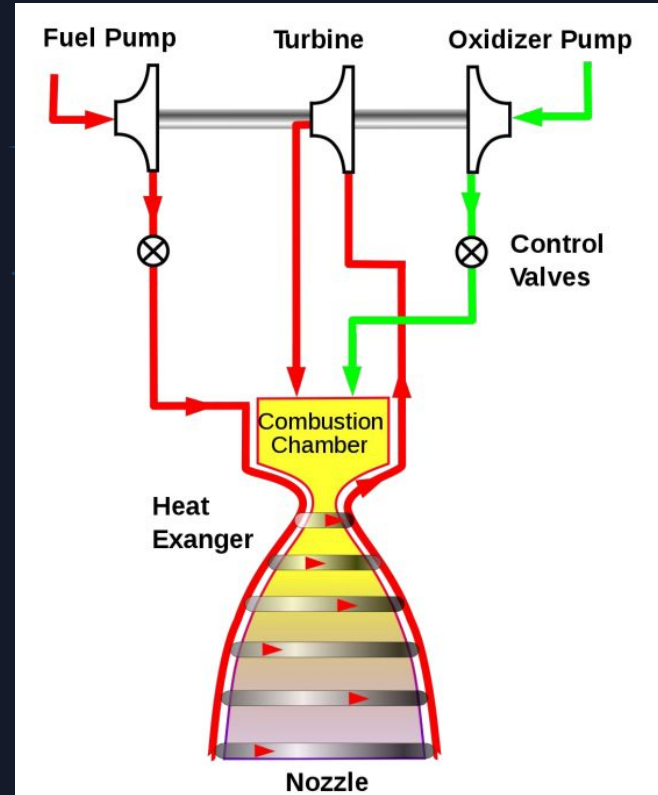 Fuel Pump
Turbine
Oxidizer Pump
Control
Valves
Combustion
Chamber
Heat
Exanger
Nozzle